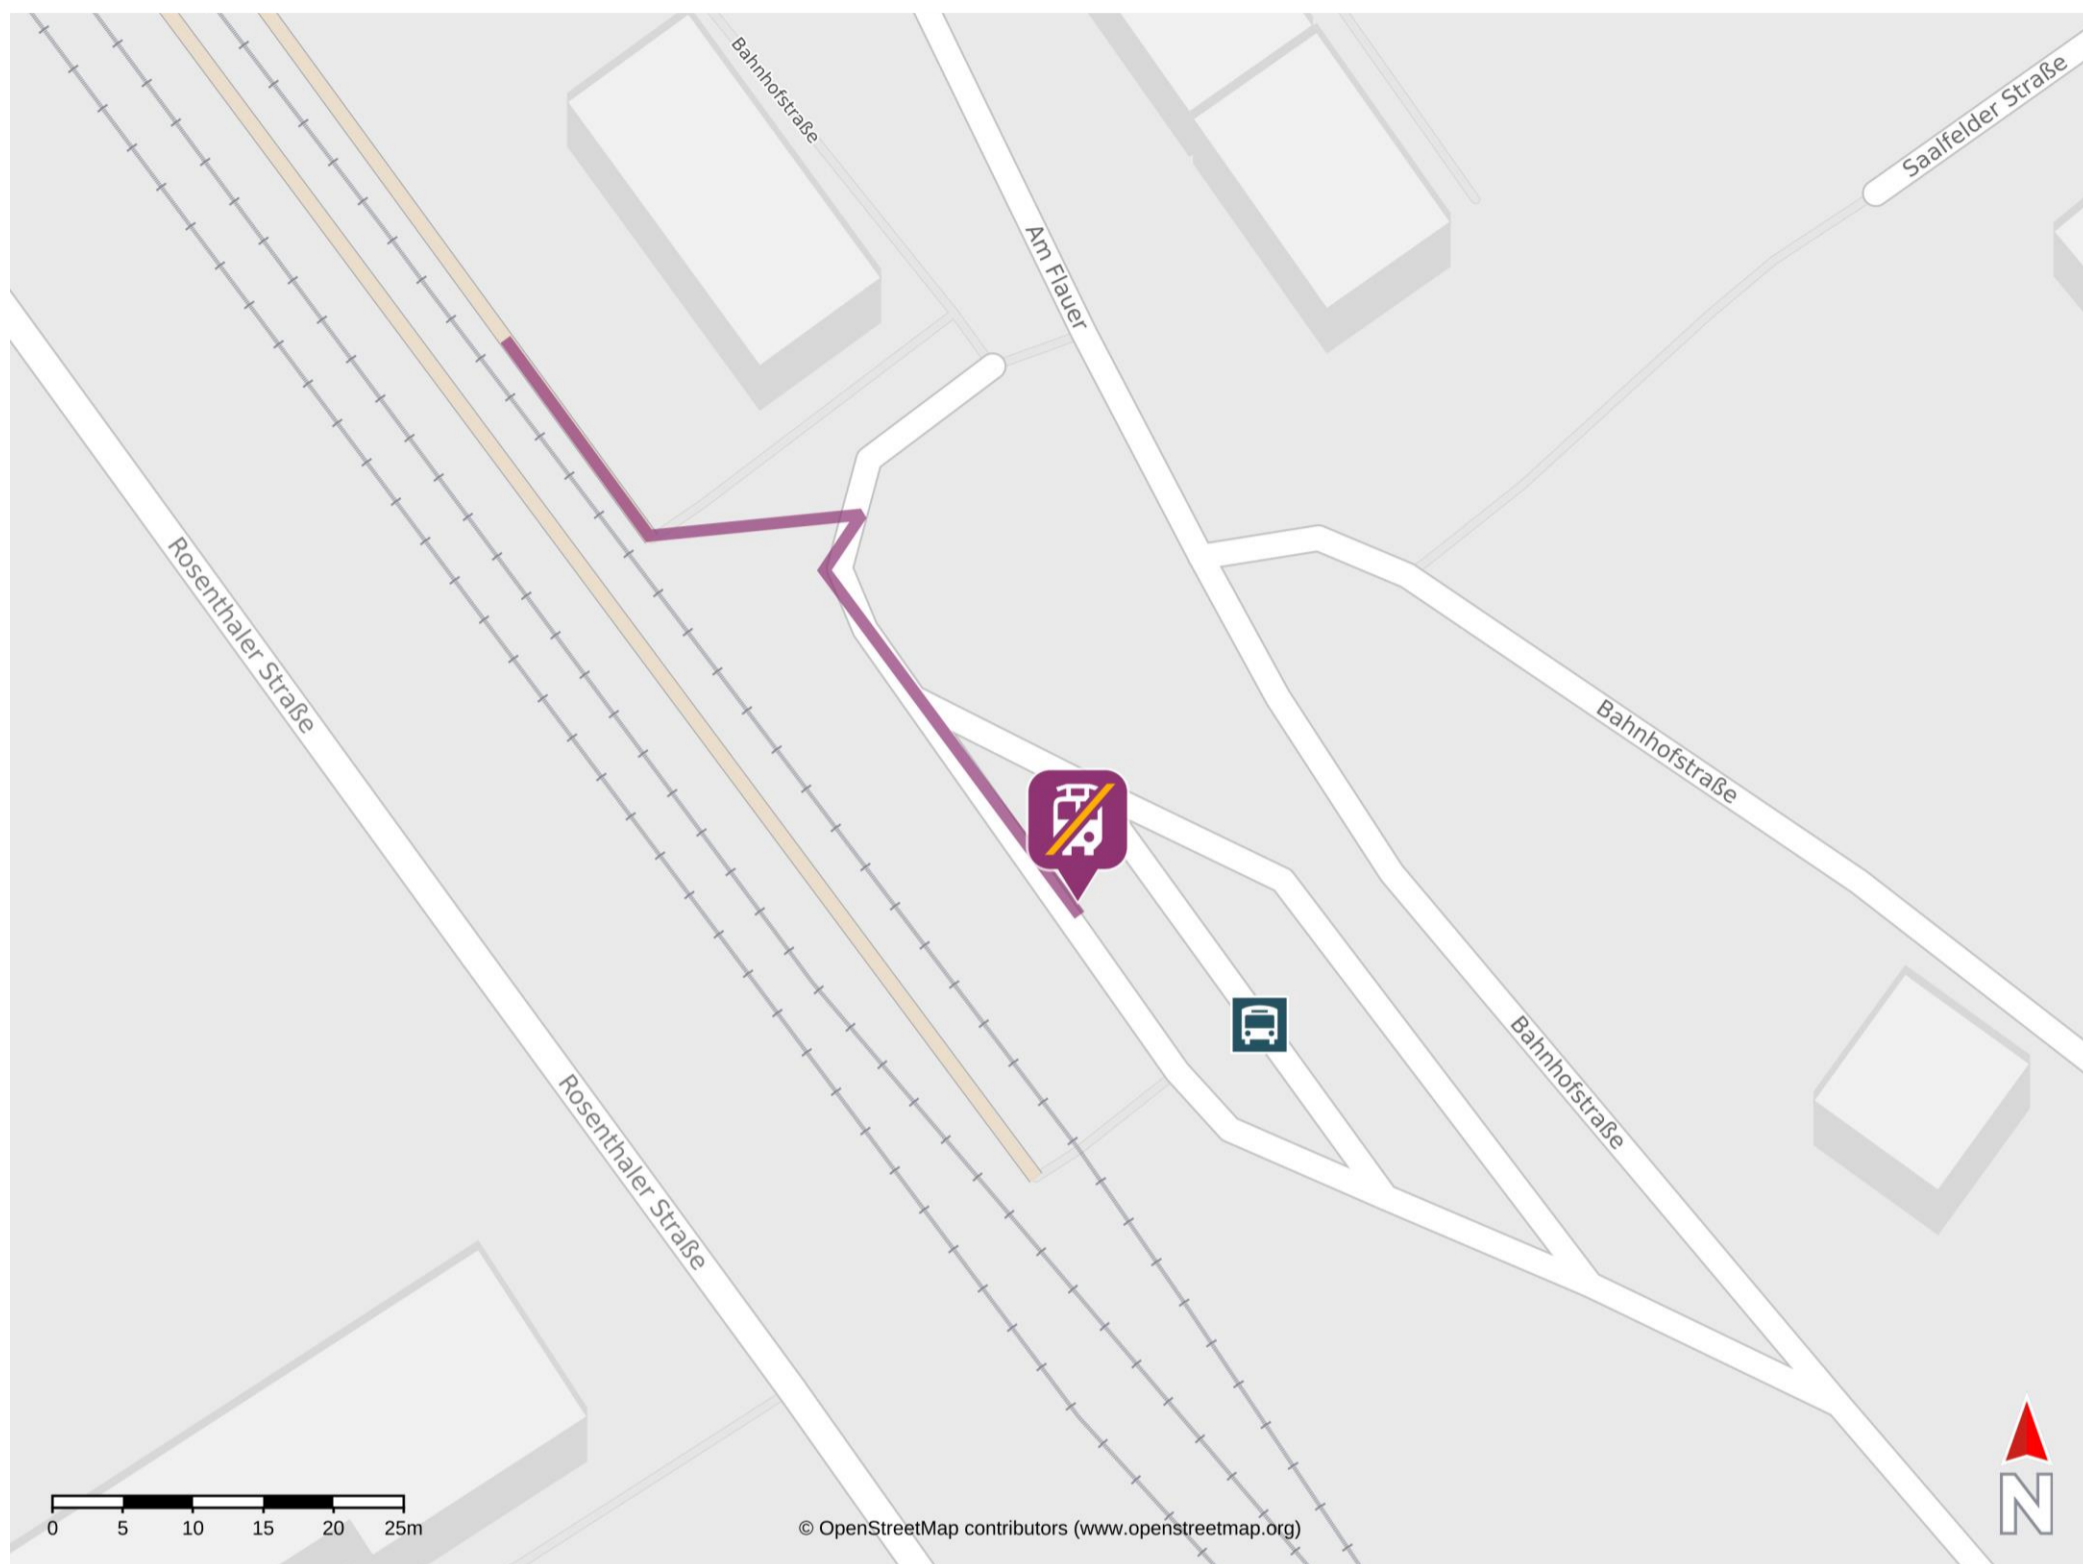 Bahnhofstraße
Saalfelder Straße
Am Flauer
Rosenthaler Straße
Bahnhofstraße
Bahnhofstraße
Rosenthaler Straße
0 5 10 15 20 25m
© OpenStreetMap contributors (www.openstreetmap.org)
N